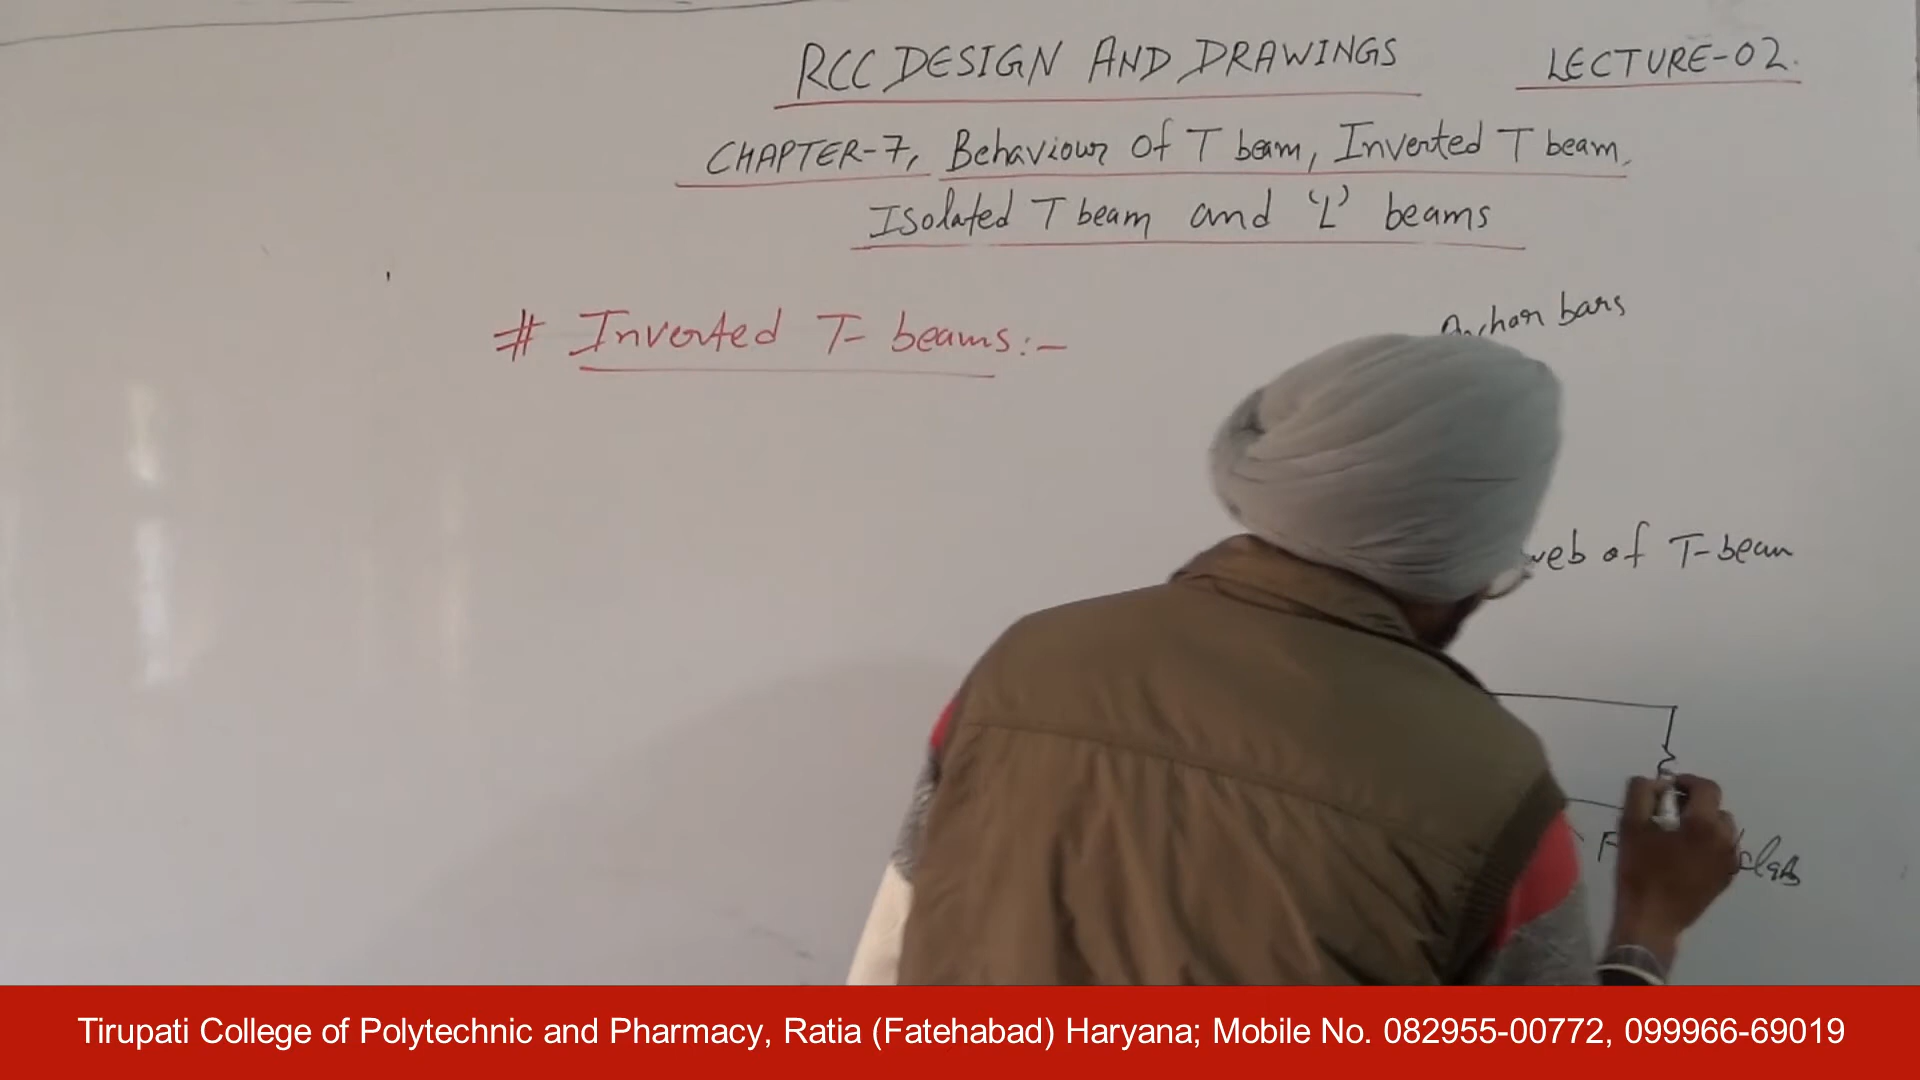 RCC DESIGN AND DRAWINGS LECTURE-02.
CHAPTER-7, Behaviour Of T beam, Inverted T beam,
Isolated T beam and 'L' beams
# Inverted T- beams:-
Anchor bars
web of T-beam
Tirupati College of Polytechnic and Pharmacy, Ratia (Fatehabad) Haryana; Mobile No. 082955-00772, 099966-69019